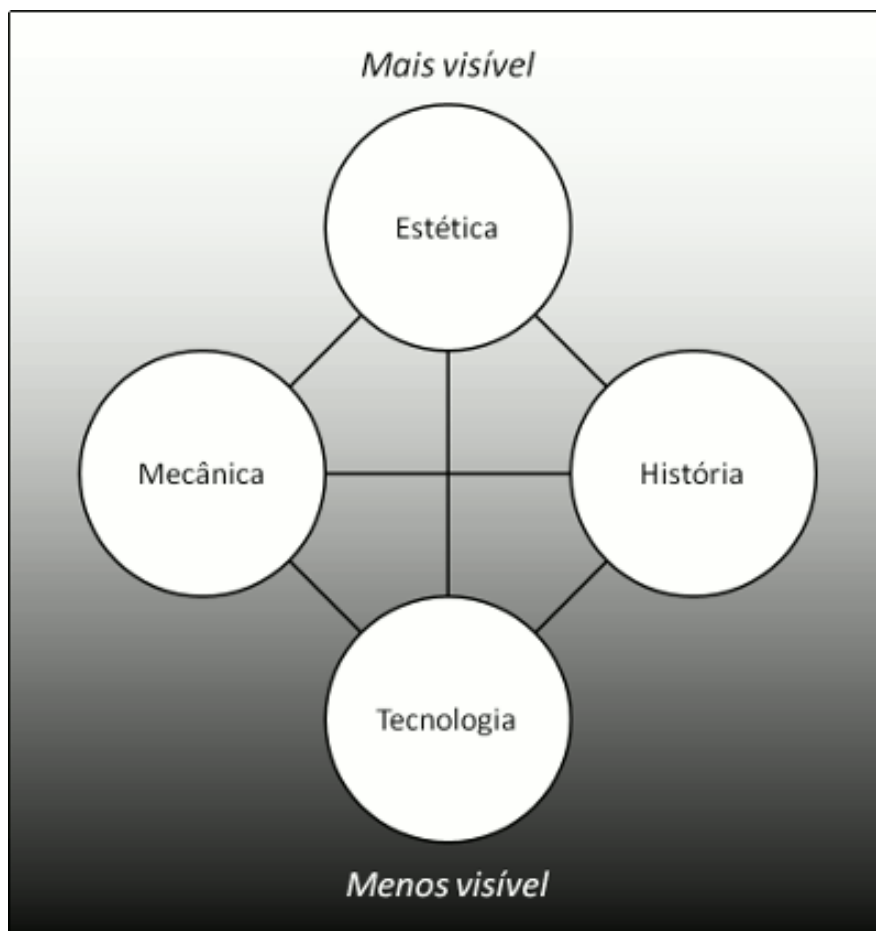 Mais visível
Estética
Mecânica
História
Tecnologia
Menos visível